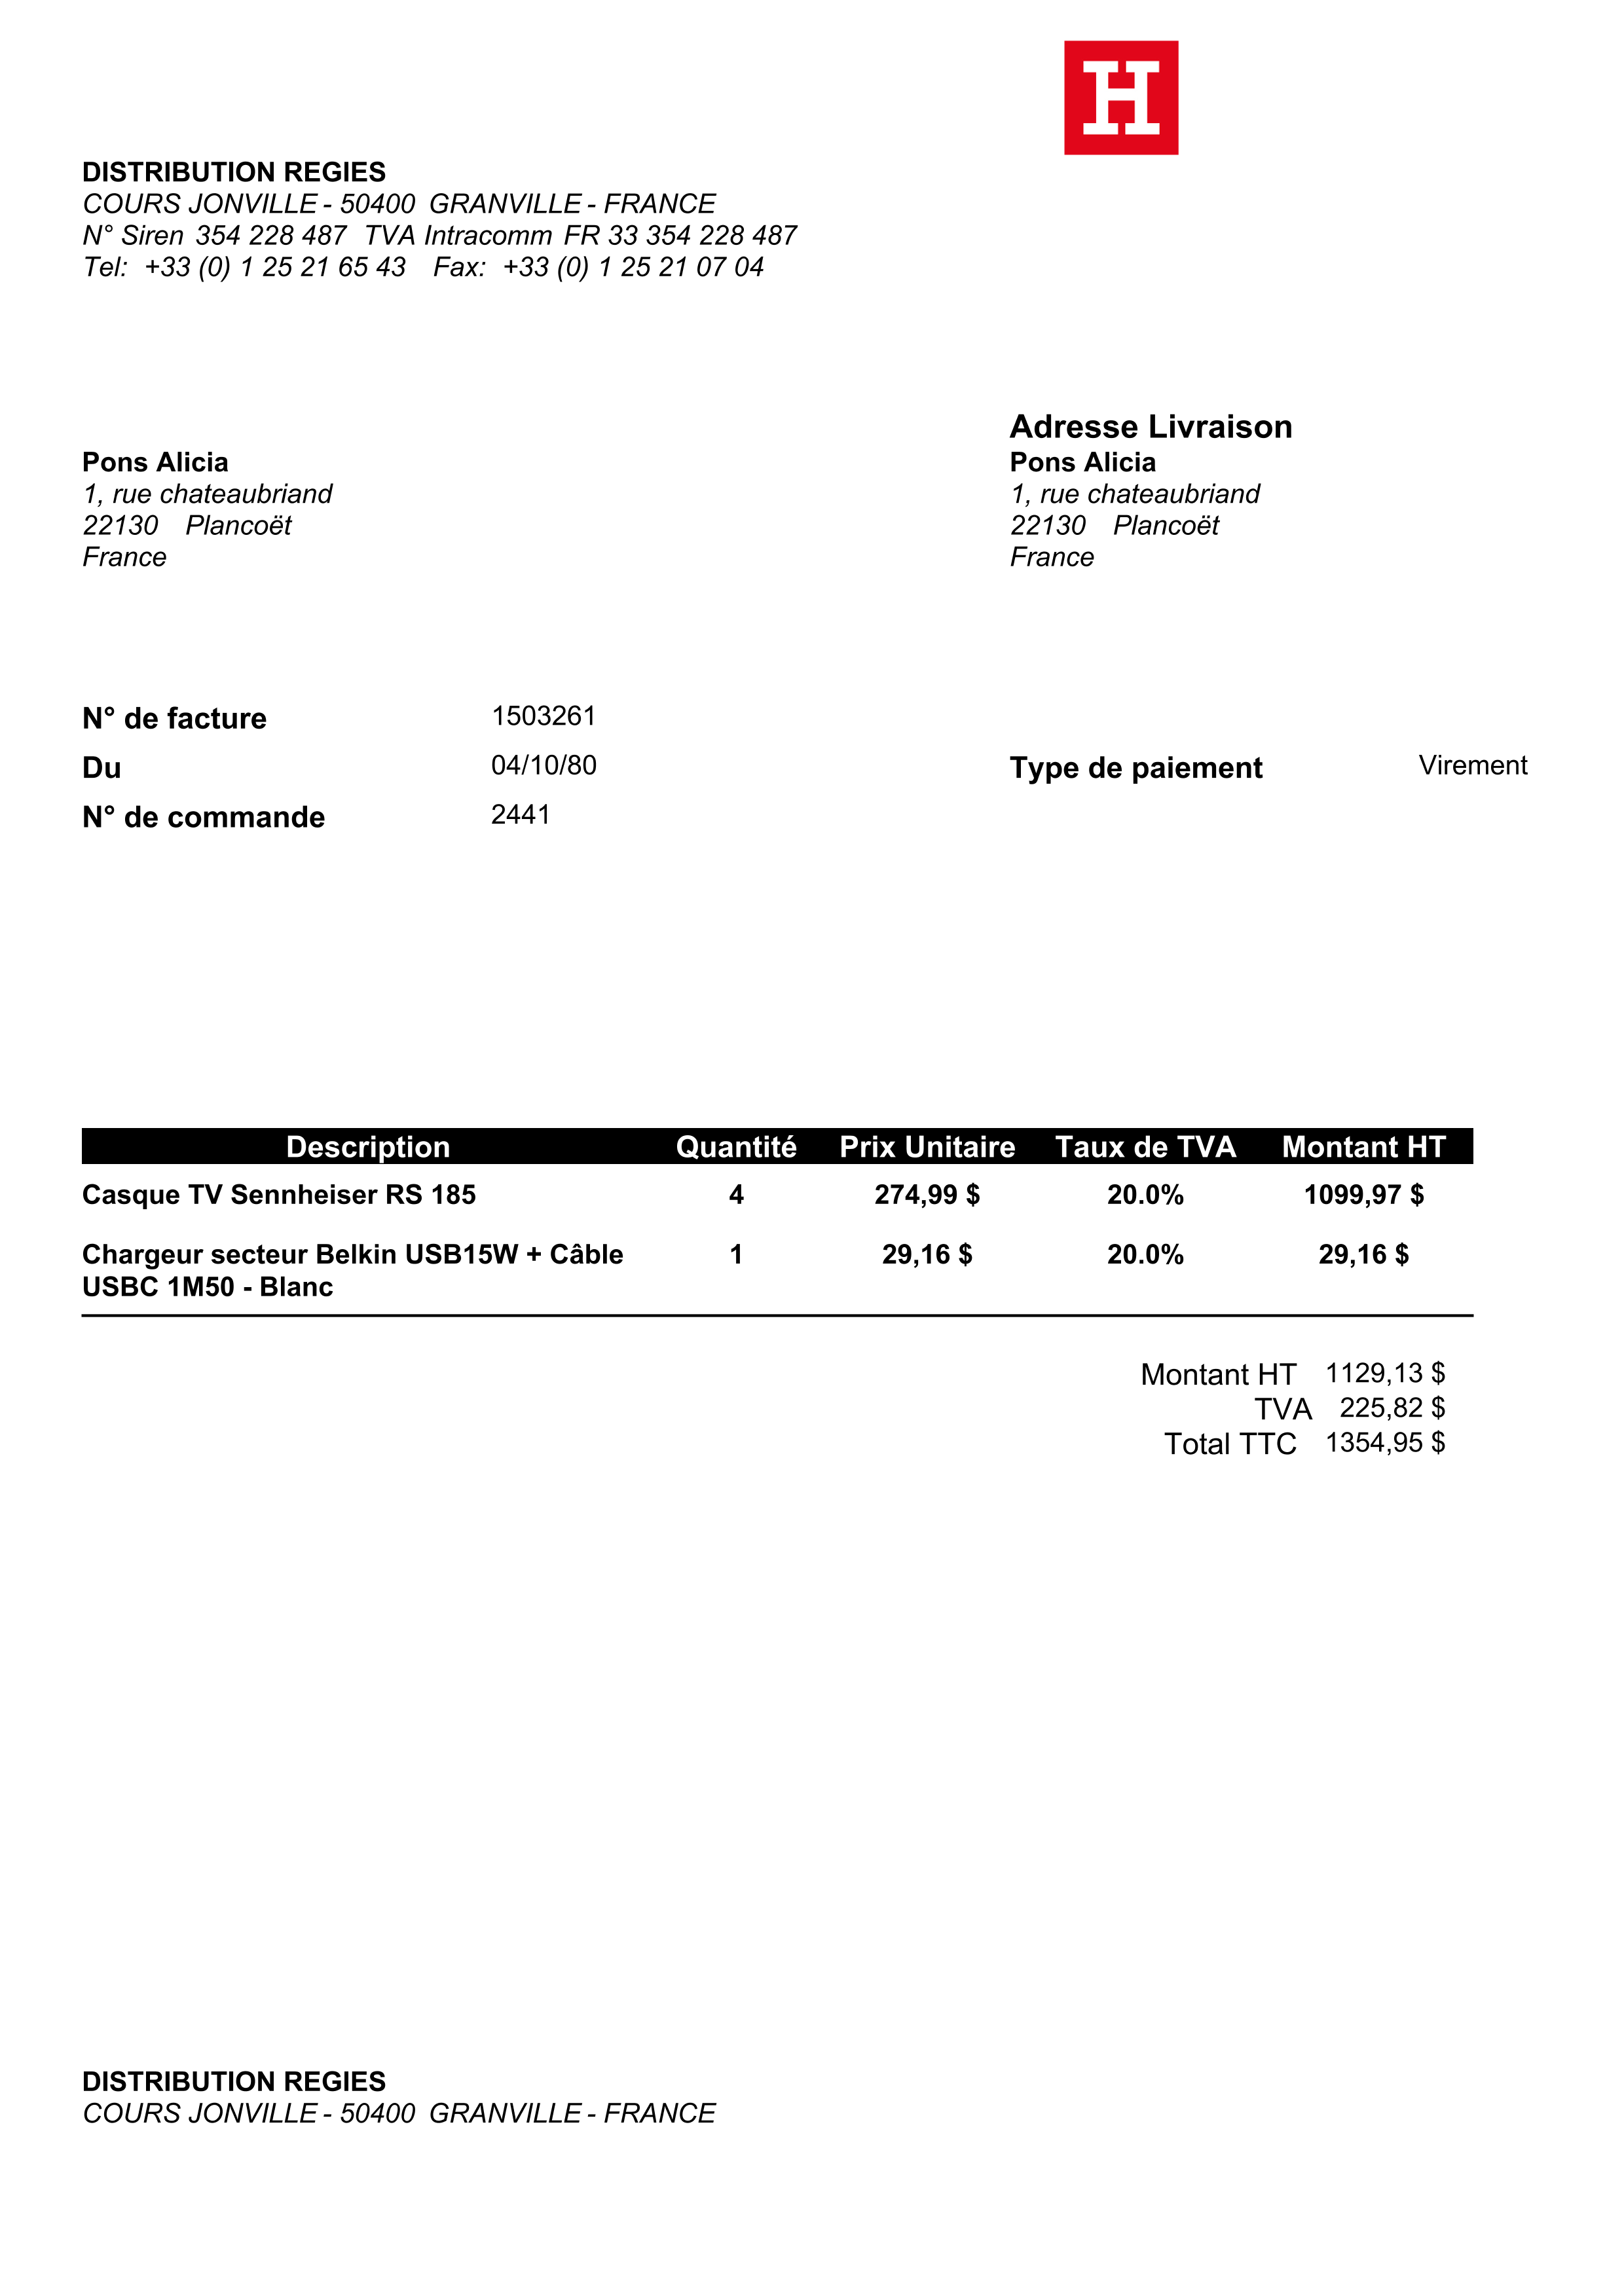 H
DISTRIBUTION REGIES
COURS JONVILLE - 50400 GRANVILLE - FRANCE
N° Siren 354 228 487 TVA Intracomm FR 33 354 228 487
Tel: +33 (0) 1 25 21 65 43 Fax: +33 (0) 1 25 21 07 04
Pons Alicia
1, rue chateaubriand
22130 Plancoët
France
Adresse Livraison
Pons Alicia
1, rue chateaubriand
22130 Plancoët
France
N° de facture 1503261
Du 04/10/80
N° de commande 2441
Type de paiement Virement
Description Quantité Prix Unitaire Taux de TVA Montant HT
Casque TV Sennheiser RS 185 4 274,99 $ 20.0% 1099,97 $
Chargeur secteur Belkin USB15W + Câble 1 29,16 $ 20.0% 29,16 $
USBC 1M50 - Blanc
Montant HT 1129,13 $
TVA 225,82 $
Total TTC 1354,95 $
DISTRIBUTION REGIES
COURS JONVILLE - 50400 GRANVILLE - FRANCE